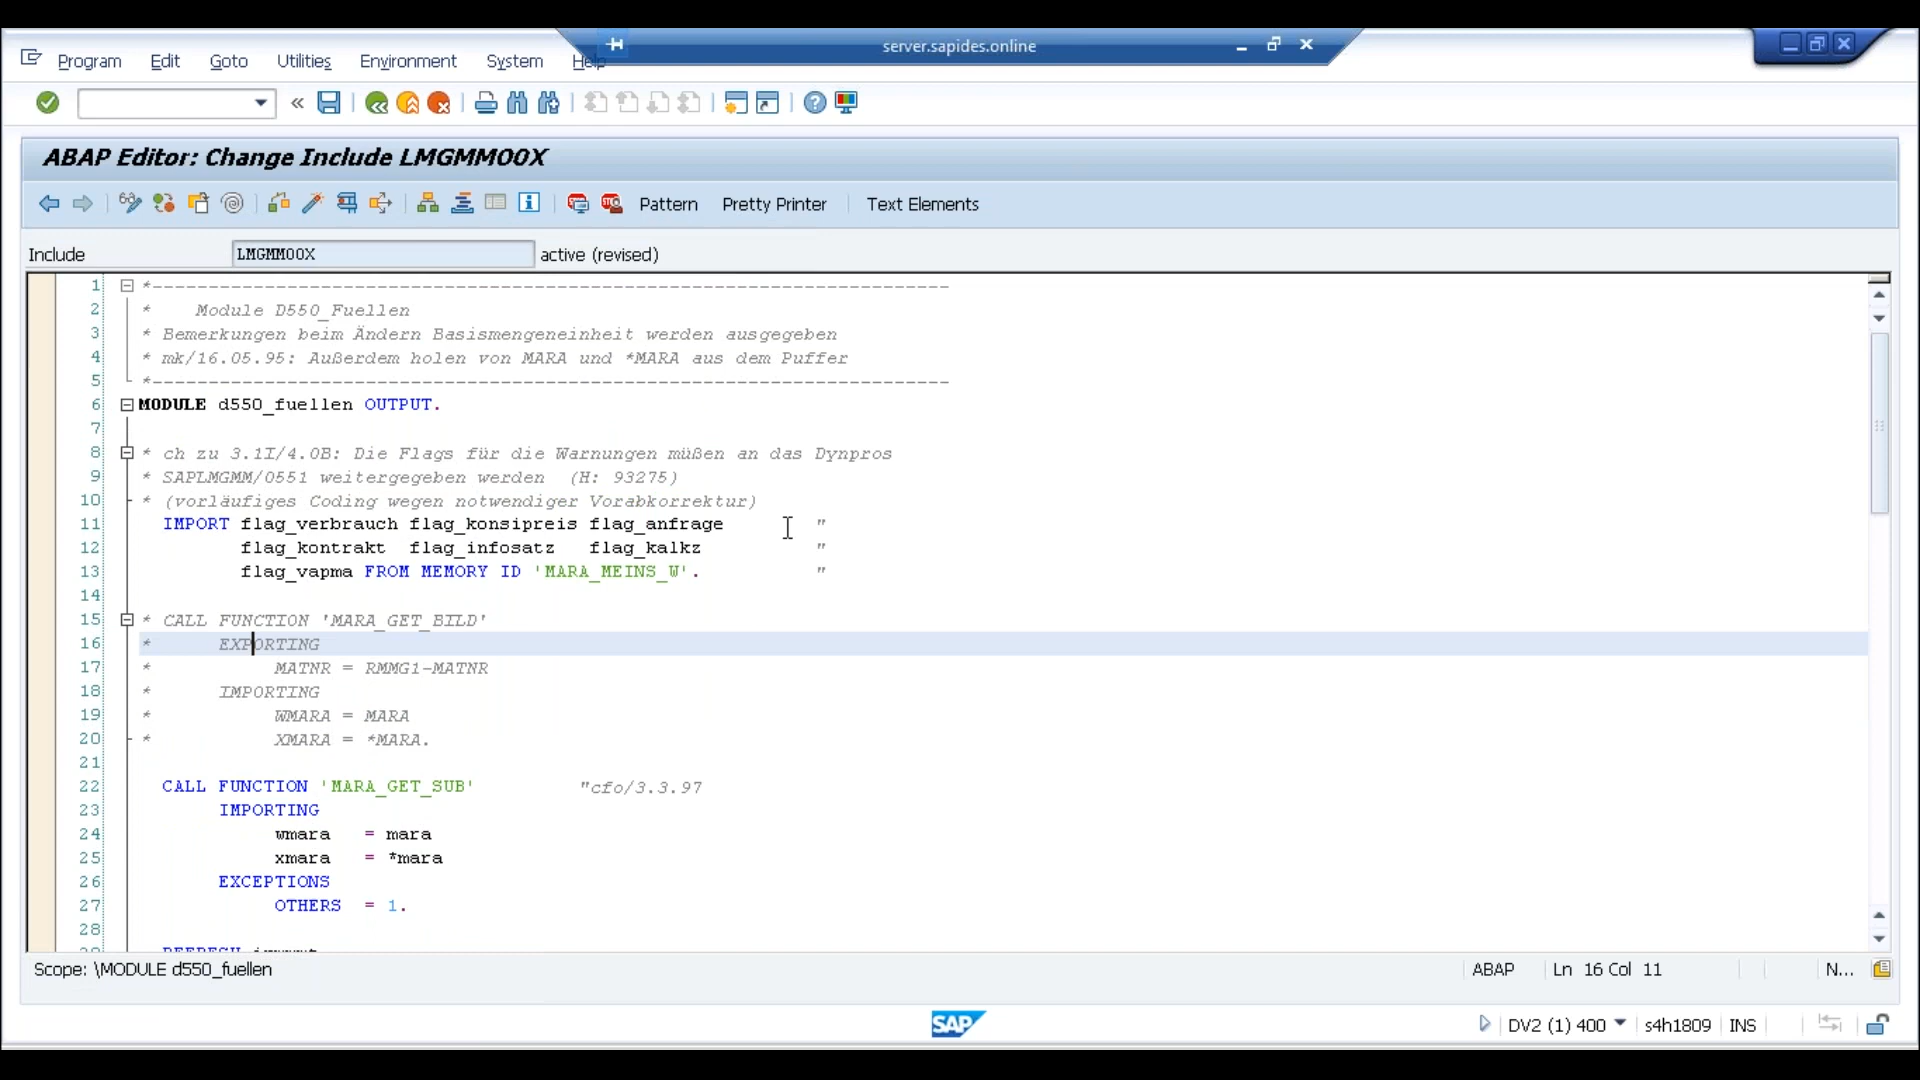 server.sapides.online
Program Edit Goto Utilities Environment System Help
ABAP Editor: Change Include LMGMMO0X
Pattern Pretty Printer Text Elements
Include LMGMMO0X active (revised)
1 *-----------------------------------------------------------------------
2 * Module D550_Fuellen
3 * Bemerkungen beim Ändern Basismengeneinheit werden ausgegeben
4 * mk/16.05.95: Außerdem holen von MARA und *MARA aus dem Puffer
5 *-----------------------------------------------------------------------
6 MODULE d550_fuellen OUTPUT.
7
8 * ch zu 3.1I/4.0B: Die Flags für die Warnungen müßen an das Dynpros
9 * SAPLMGMM/0551 weitergegeben werden (H: 93275)
10 * (vorläufiges Coding wegen notwendiger Vorabkorrektur)
11 IMPORT flag_verbrauch flag_konsipreis flag_anfrage "
12 flag_kontrakt flag_infosatz flag_kalkz "
13 flag_vapma FROM MEMORY ID 'MARA_MEINS_W'. "
14
15 * CALL FUNCTION 'MARA_GET_BILD'
16 * EXPORTING
17 * MATNR = RMMG1-MATNR
18 * IMPORTING
19 * WMARA = MARA
20 * XMARA = *MARA.
21
22 CALL FUNCTION 'MARA_GET_SUB' "cfo/3.3.97
23 IMPORTING
24 wmara = mara
25 xmara = *mara
26 EXCEPTIONS
27 OTHERS = 1.
28
Scope: \MODULE d550_fuellen ABAP Ln 16 Col 11 N...
SAP DV2 (1) 400 s4h1809 INS